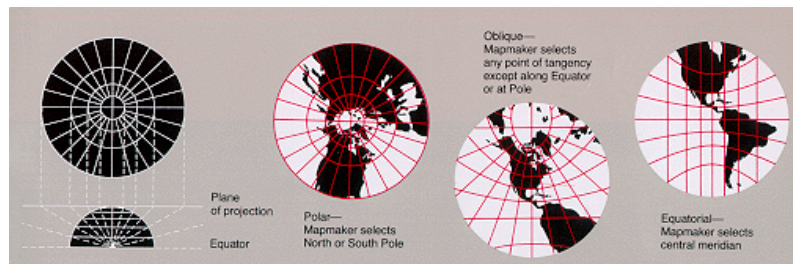 Plane
of projection
Equator
Polar—
Mapmaker selects
North or South Pole
Oblique—
Mapmaker selects
any point of tangency
except along Equator
or at Pole
Equatorial—
Mapmaker selects
central meridian